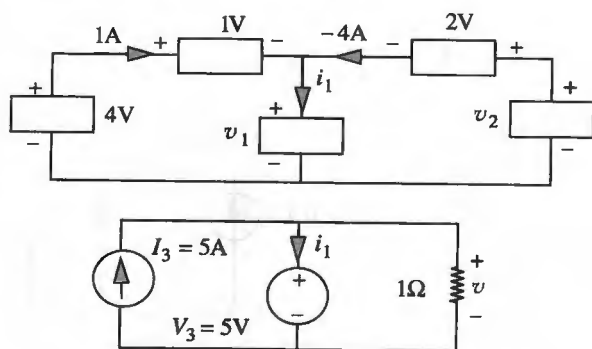 1A + 1V − −4A − 2V +
+ 4V − i₁ + v₁ − + v₂ −
I₃ = 5A i₁ + − 1Ω + v −
V₃ = 5V